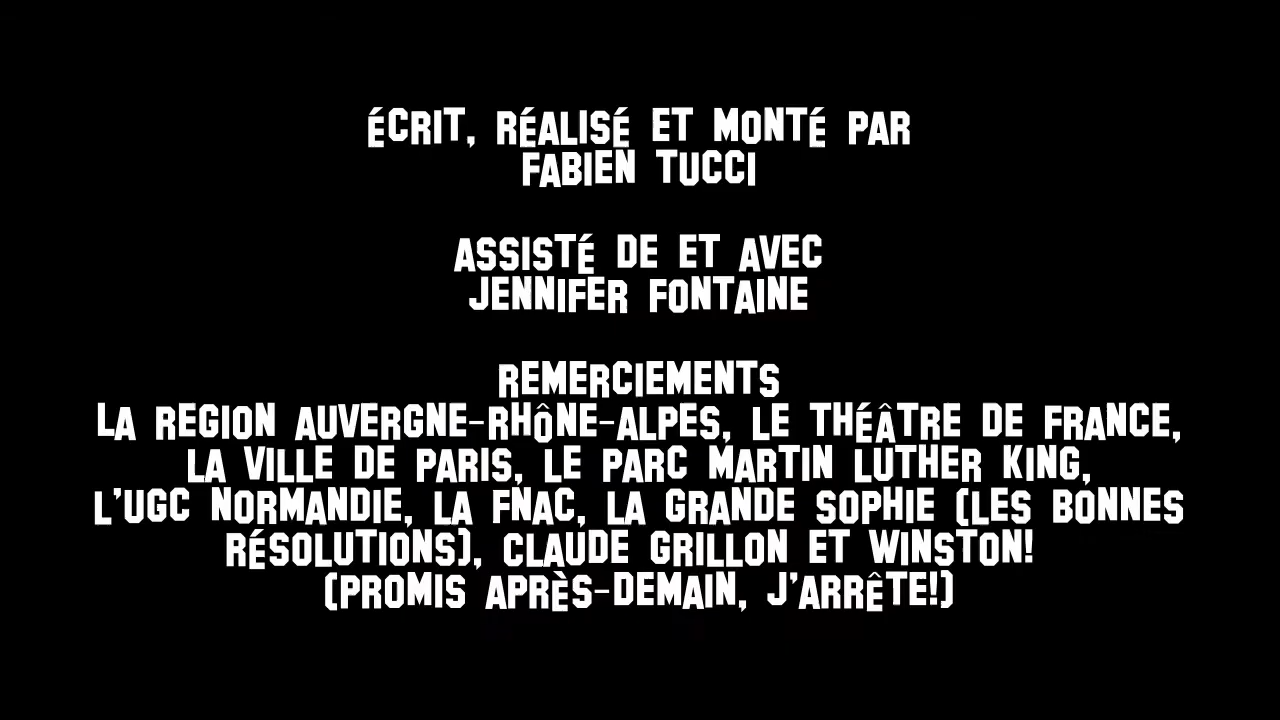 ÉCRIT, RÉALISÉ ET MONTÉ PAR
FABIEN TUCCI
ASSISTÉ DE ET AVEC
JENNIFER FONTAINE
REMERCIEMENTS
LA REGION AUVERGNE-RHÔNE-ALPES, LE THÉÂTRE DE FRANCE,
LA VILLE DE PARIS, LE PARC MARTIN LUTHER KING,
L'UGC NORMANDIE, LA FNAC, LA GRANDE SOPHIE (LES BONNES
RÉSOLUTIONS), CLAUDE GRILLON ET WINSTON!
(PROMIS APRÈS-DEMAIN, J'ARRÊTE!)